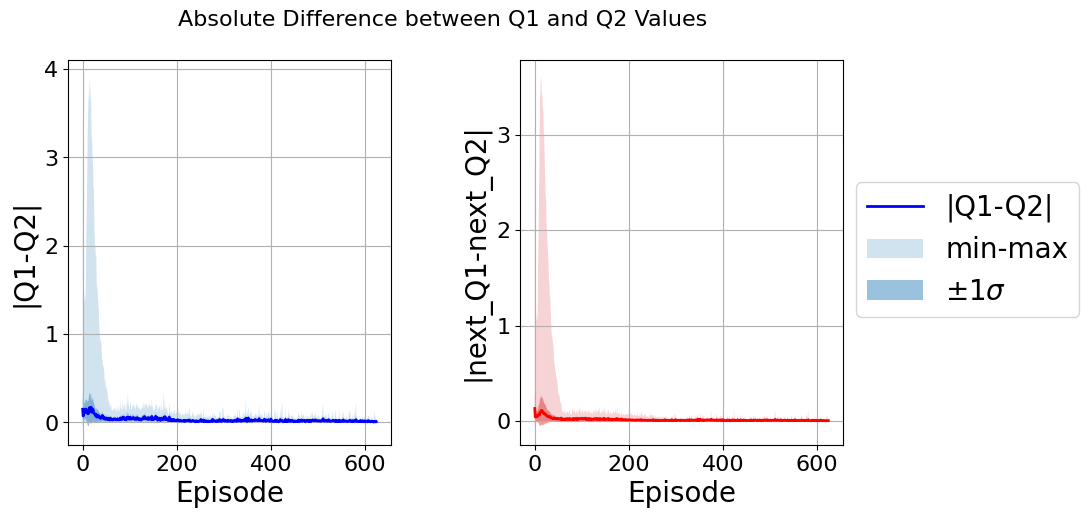 Absolute Difference between Q1 and Q2 Values
|Q1-Q2|
4
3
2
1
0
0 200 400 600
Episode
|next_Q1-next_Q2|
3
2
1
0
0 200 400 600
Episode
|Q1-Q2|
min-max
±1σ